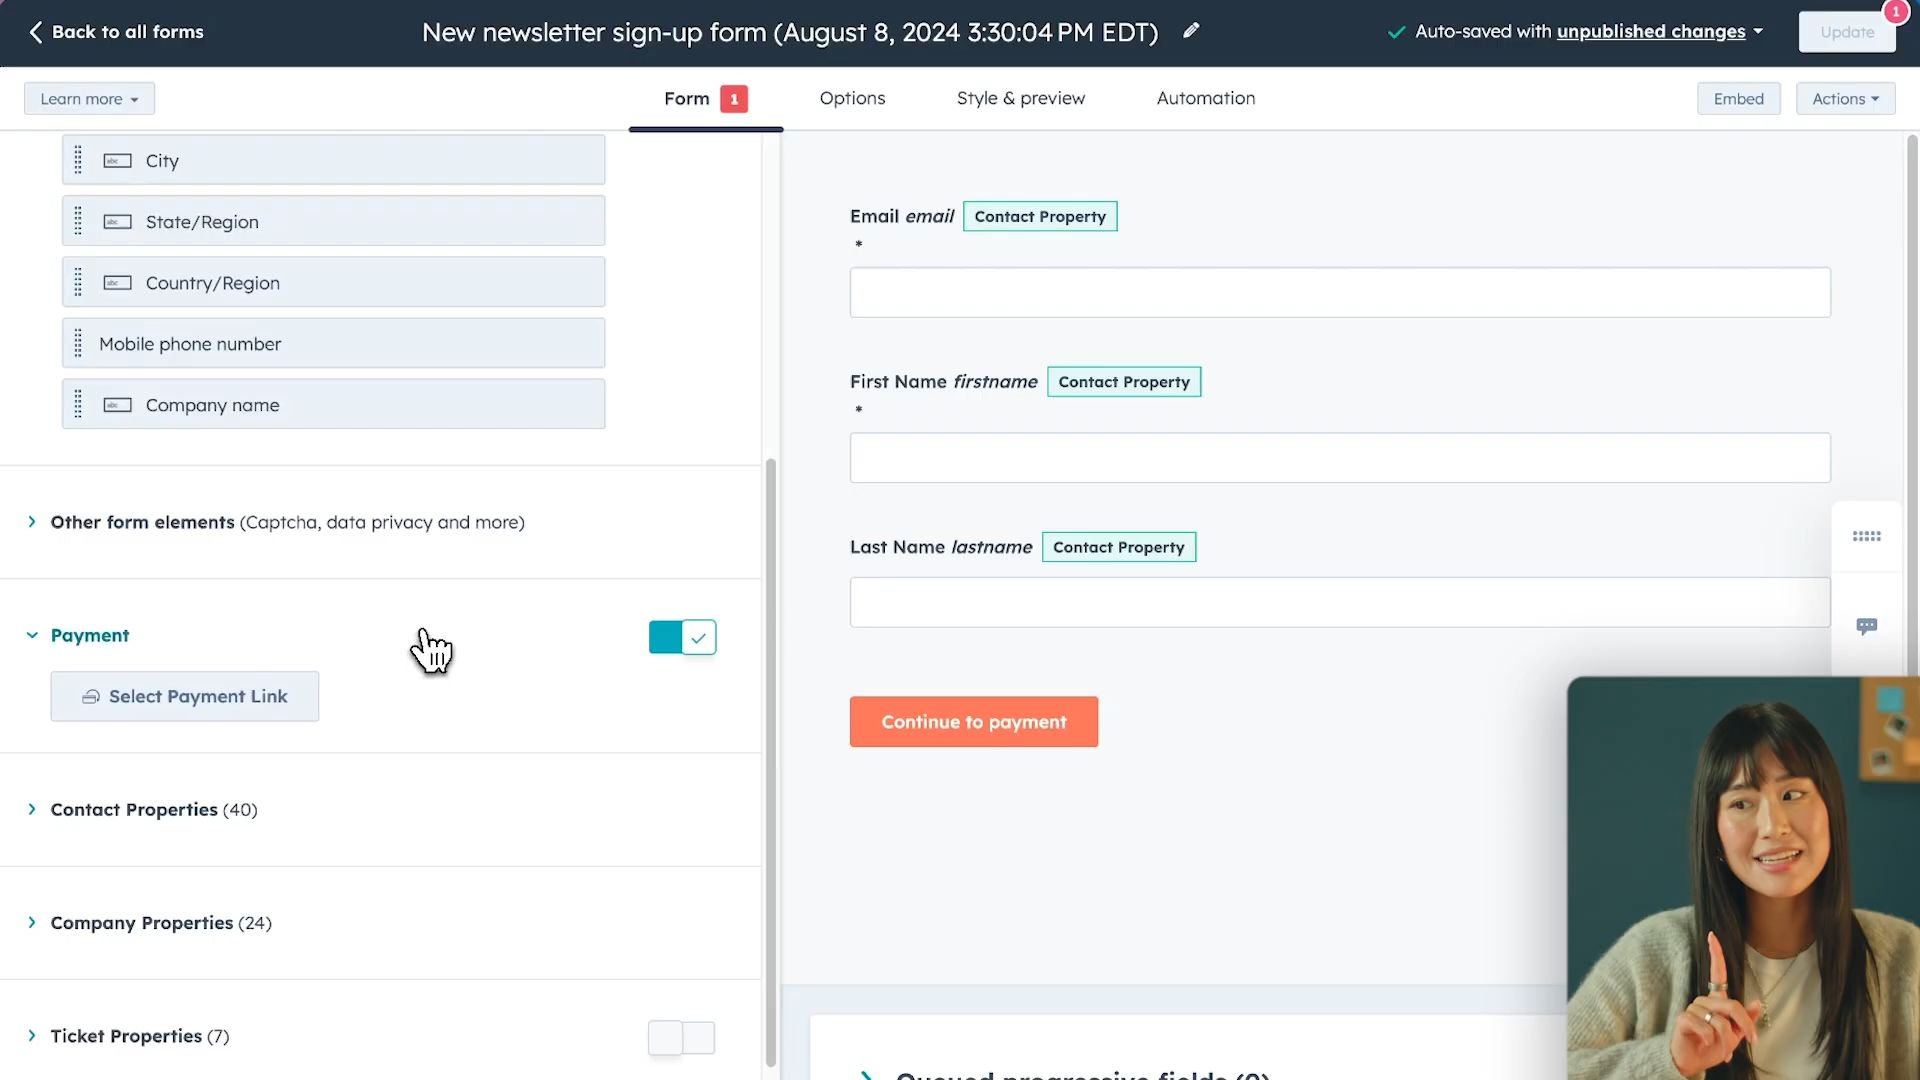 Back to all forms
New newsletter sign-up form (August 8, 2024 3:30:04 PM EDT)
Auto-saved with unpublished changes
Update
1
Learn more
Form 1
Options
Style & preview
Automation
Embed
Actions
City
State/Region
Country/Region
Mobile phone number
Company name
Other form elements (Captcha, data privacy and more)
Payment
Select Payment Link
Contact Properties (40)
Company Properties (24)
Ticket Properties (7)
Email email Contact Property
*
First Name firstname Contact Property
*
Last Name lastname Contact Property
Continue to payment
Queued progressive fields (0)